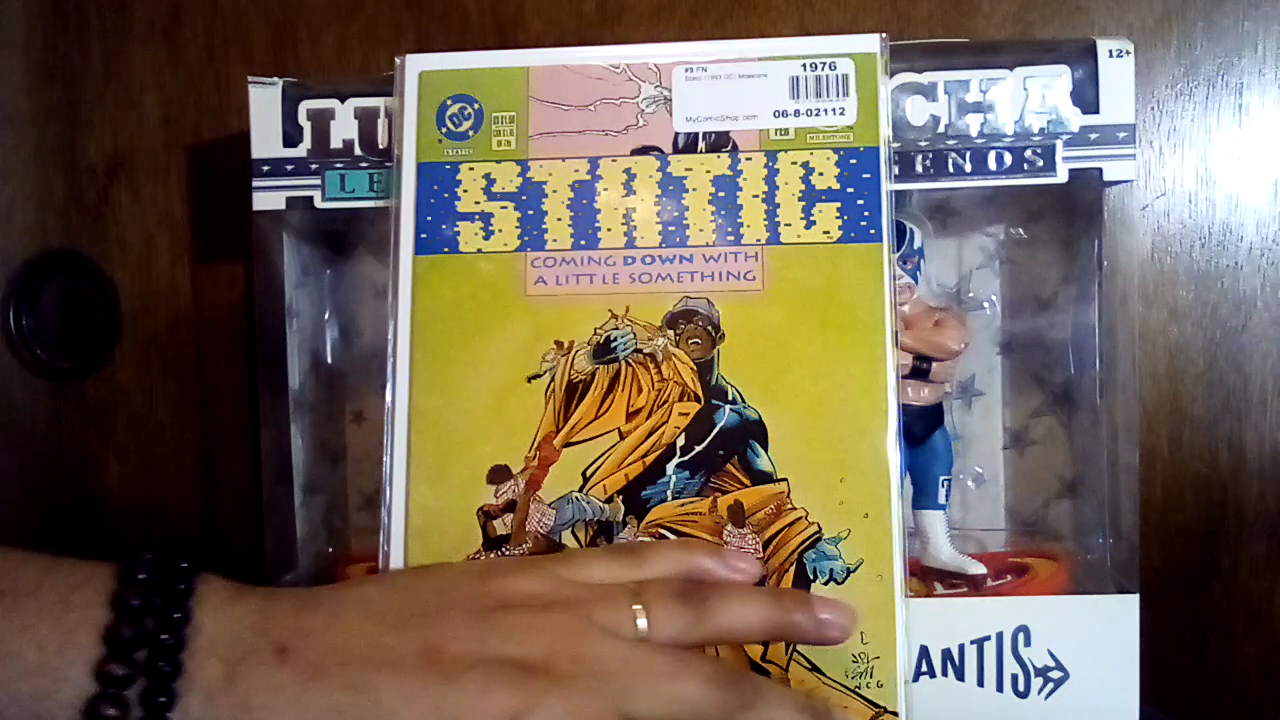 LU
CHA
12+
LE
ENDS
DC
STATIC
#9 FN
1976
MyComicShop.com
06-8-02112
FEB
MILESTONE
STATIC
COMING DOWN WITH
A LITTLE SOMETHING
ANTIS
N.C.G